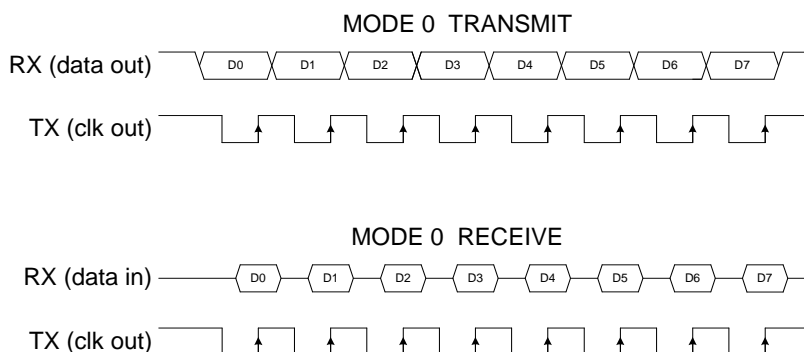 MODE 0 TRANSMIT
RX (data out) D0 D1 D2 D3 D4 D5 D6 D7
TX (clk out)
MODE 0 RECEIVE
RX (data in) D0 D1 D2 D3 D4 D5 D6 D7
TX (clk out)